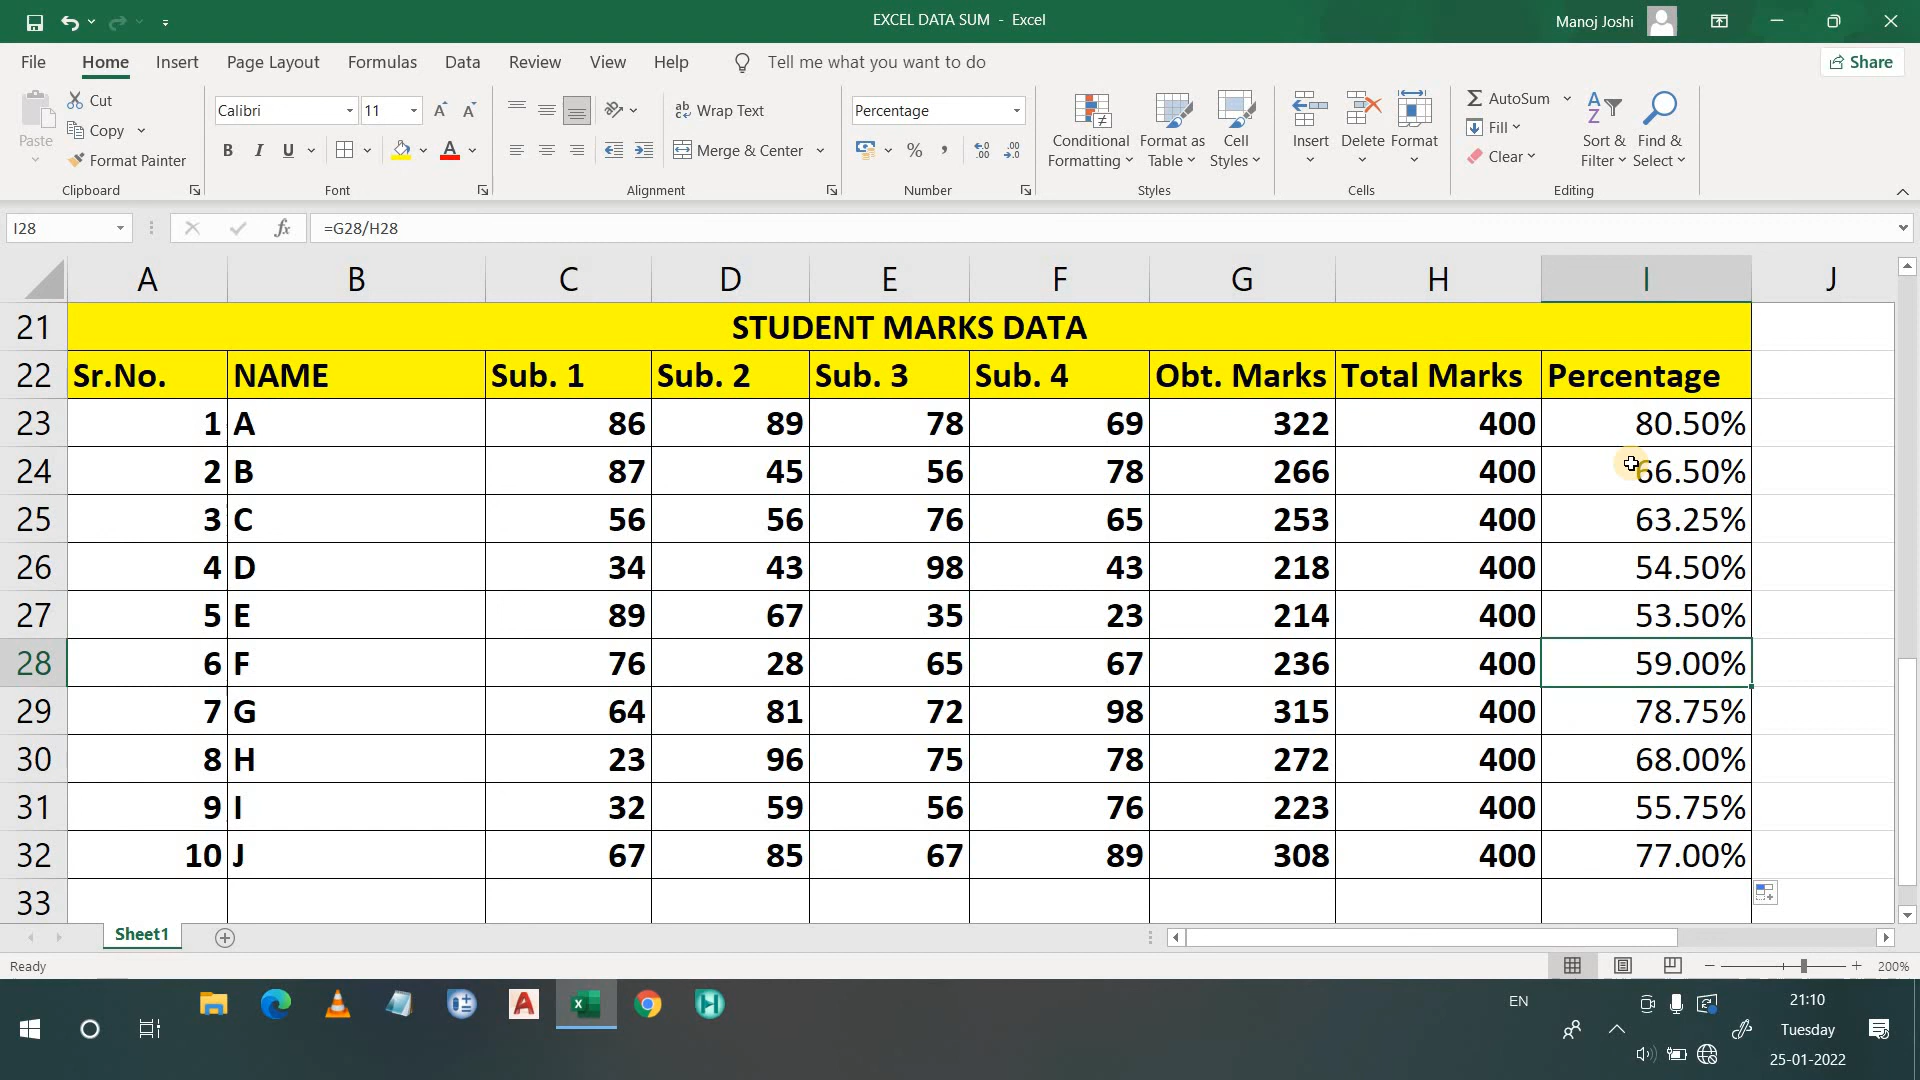 EXCEL DATA SUM - Excel
Manoj Joshi
File Home Insert Page Layout Formulas Data Review View Help Tell me what you want to do Share
Paste
Cut
Copy
Format Painter
Clipboard
Calibri 11
A A
B I U A
Font
ab Wrap Text
Merge & Center
Alignment
Percentage
% ,
Number
Conditional Formatting
Format as Table
Cell Styles
Styles
Insert Delete Format
Cells
AutoSum
Fill
Clear
Sort & Filter
Find & Select
Editing
I28 fx =G28/H28
A B C D E F G H I J
21 STUDENT MARKS DATA
22 Sr.No. NAME Sub. 1 Sub. 2 Sub. 3 Sub. 4 Obt. Marks Total Marks Percentage
23 1 A 86 89 78 69 322 400 80.50%
24 2 B 87 45 56 78 266 400 66.50%
25 3 C 56 56 76 65 253 400 63.25%
26 4 D 34 43 98 43 218 400 54.50%
27 5 E 89 67 35 23 214 400 53.50%
28 6 F 76 28 65 67 236 400 59.00%
29 7 G 64 81 72 98 315 400 78.75%
30 8 H 23 96 75 78 272 400 68.00%
31 9 I 32 59 56 76 223 400 55.75%
32 10 J 67 85 67 89 308 400 77.00%
33
Sheet1
Ready
200%
EN
21:10
Tuesday
25-01-2022